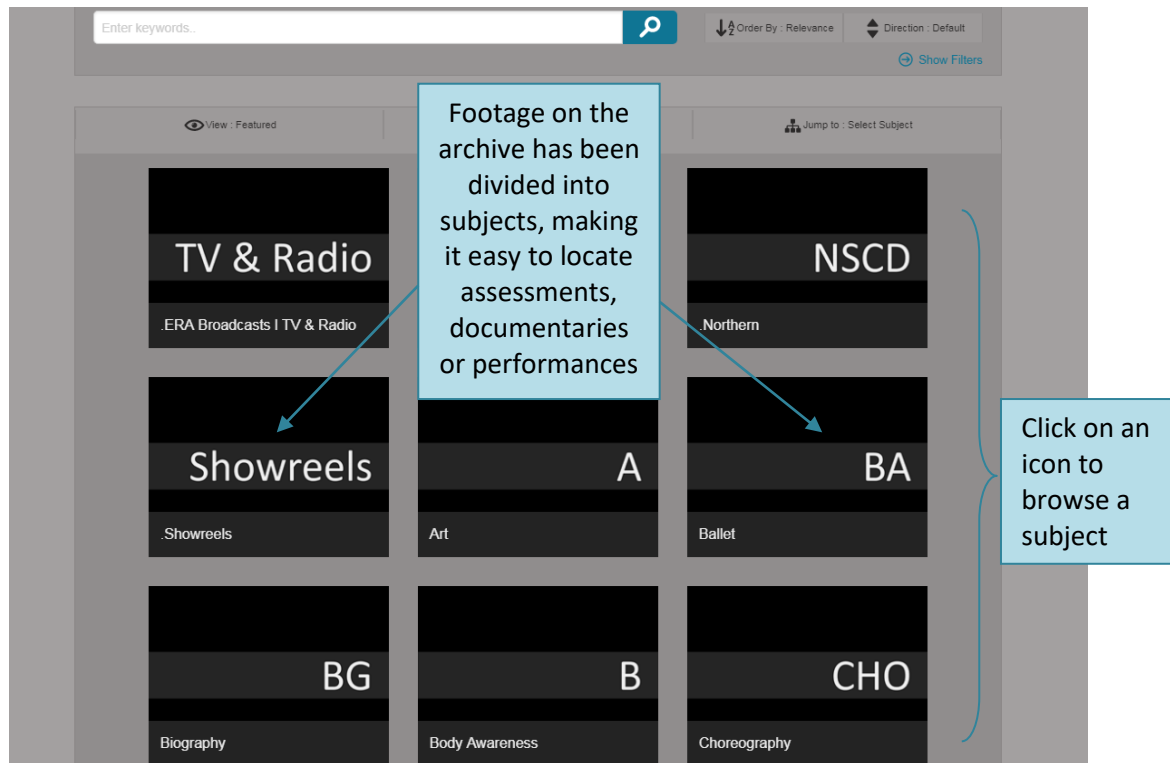 Enter keywords..
Order By : Relevance
Direction : Default
Show Filters
View : Featured
Jump to : Select Subject
Footage on the
archive has been
divided into
subjects, making
it easy to locate
assessments,
documentaries
or performances
TV & Radio
.ERA Broadcasts I TV & Radio
NSCD
.Northern
Showreels
.Showreels
A
Art
BA
Ballet
Click on an
icon to
browse a
subject
BG
Biography
B
Body Awareness
CHO
Choreography